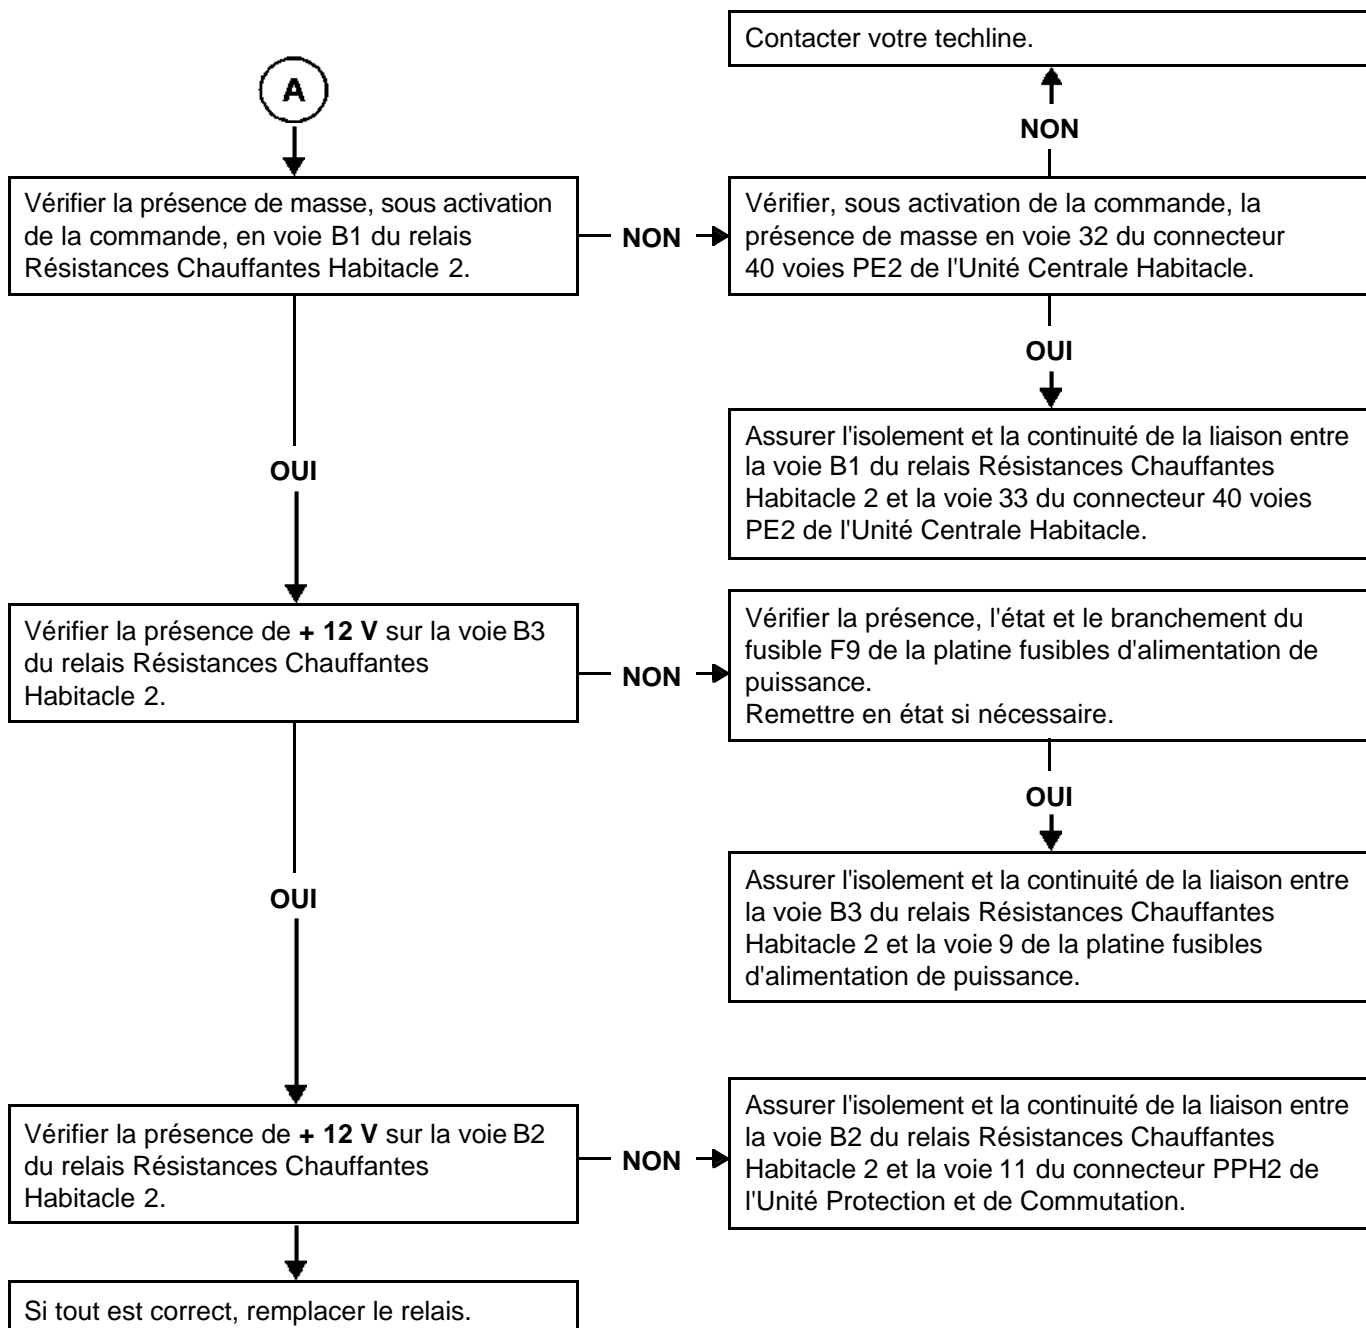 Contacter votre techline.
A
NON
Vérifier la présence de masse, sous activation
de la commande, en voie B1 du relais
Résistances Chauffantes Habitacle 2.
NON
Vérifier, sous activation de la commande, la
présence de masse en voie 32 du connecteur
40 voies PE2 de l'Unité Centrale Habitacle.
OUI
Assurer l'isolement et la continuité de la liaison entre
la voie B1 du relais Résistances Chauffantes
Habitacle 2 et la voie 33 du connecteur 40 voies
PE2 de l'Unité Centrale Habitacle.
OUI
Vérifier la présence de + 12 V sur la voie B3
du relais Résistances Chauffantes
Habitacle 2.
NON
Vérifier la présence, l'état et le branchement du
fusible F9 de la platine fusibles d'alimentation de
puissance.
Remettre en état si nécessaire.
OUI
Assurer l'isolement et la continuité de la liaison entre
la voie B3 du relais Résistances Chauffantes
Habitacle 2 et la voie 9 de la platine fusibles
d'alimentation de puissance.
OUI
Vérifier la présence de + 12 V sur la voie B2
du relais Résistances Chauffantes
Habitacle 2.
NON
Assurer l'isolement et la continuité de la liaison entre
la voie B2 du relais Résistances Chauffantes
Habitacle 2 et la voie 11 du connecteur PPH2 de
l'Unité Protection et de Commutation.
Si tout est correct, remplacer le relais.